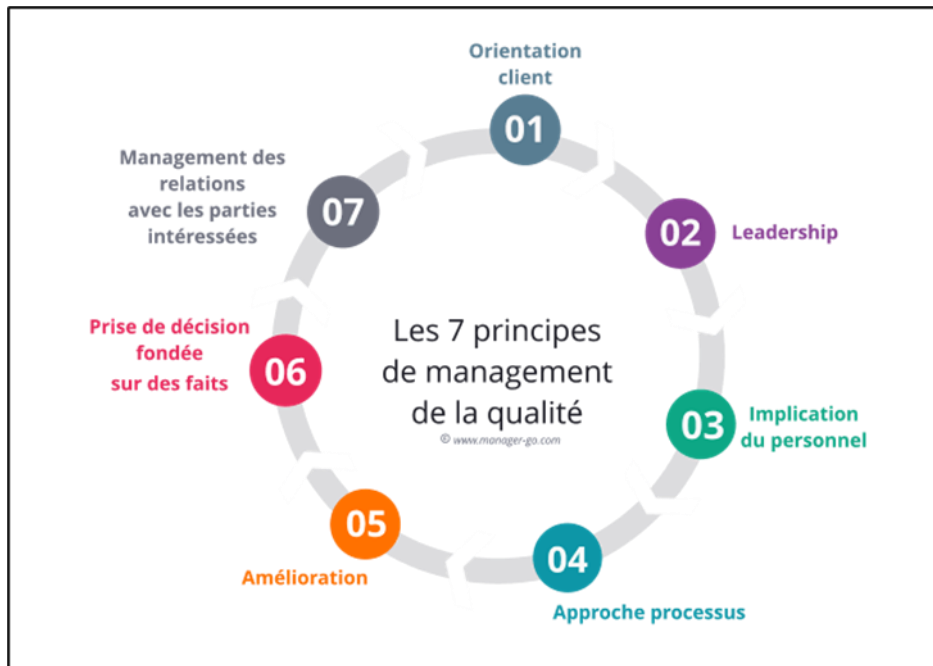 Orientation
client
01
02
Leadership
03
Implication
du personnel
04
Approche processus
05
Amélioration
06
Prise de décision
fondée
sur des faits
07
Management des
relations
avec les parties
intéressées
Les 7 principes
de management
de la qualité
© www.manager-go.com